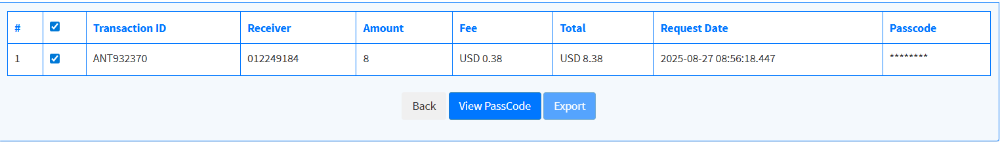 # Transaction ID Receiver Amount Fee Total Request Date Passcode
1 ANT932370 012249184 8 USD 0.38 USD 8.38 2025-08-27 08:56:18.447 ********
Back View PassCode Export